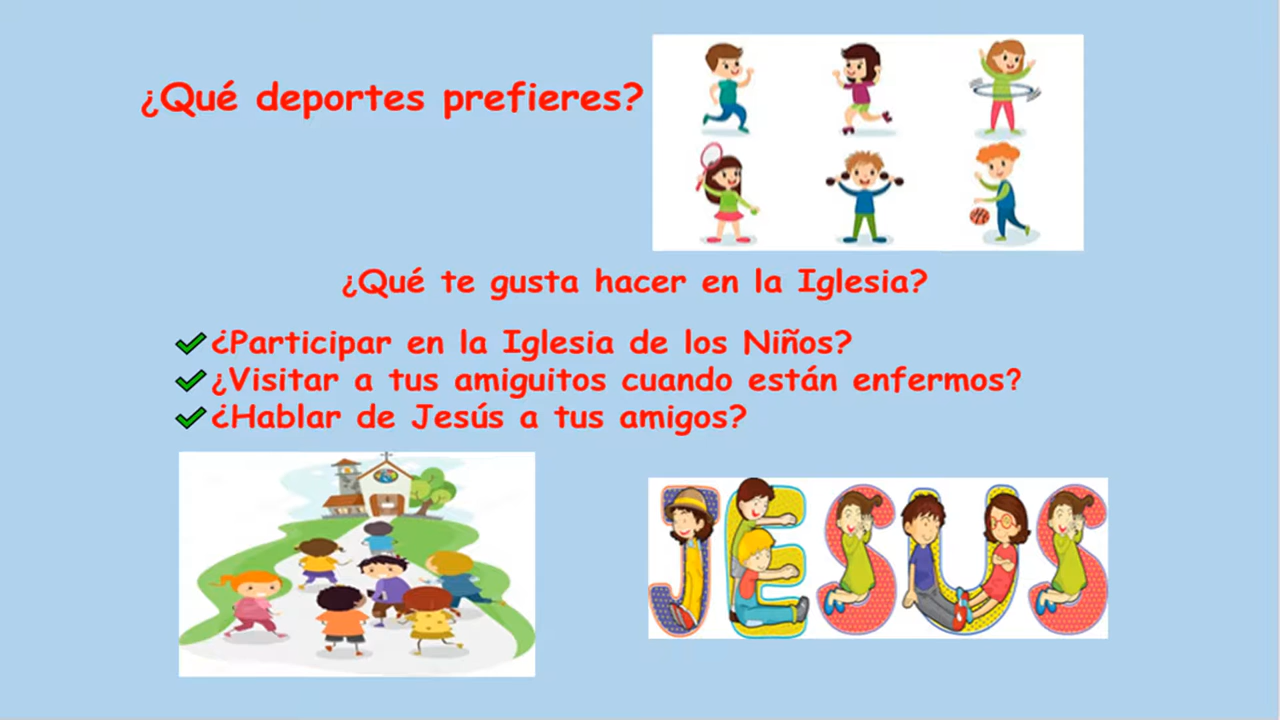 ¿Qué deportes prefieres?
¿Qué te gusta hacer en la Iglesia?
¿Participar en la Iglesia de los Niños?
¿Visitar a tus amiguitos cuando están enfermos?
¿Hablar de Jesús a tus amigos?
JESUS